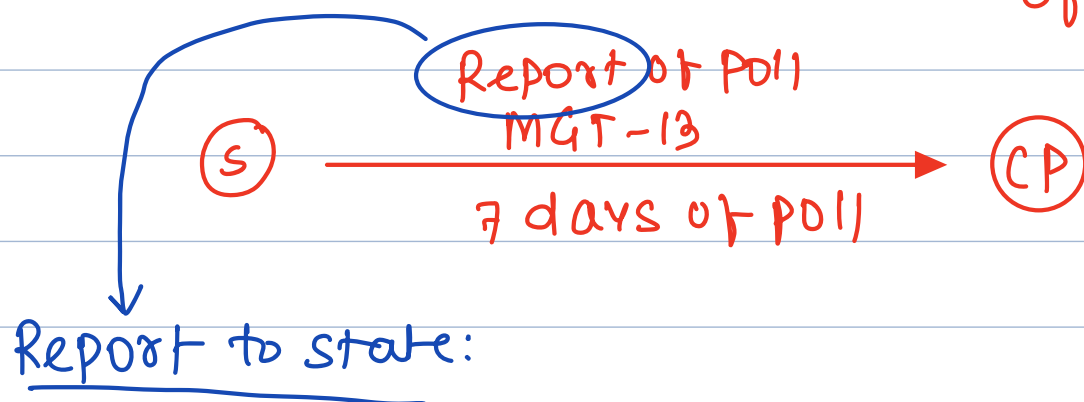 Report of poll
MGT-13
S
CP
7 days of poll
Report to state: